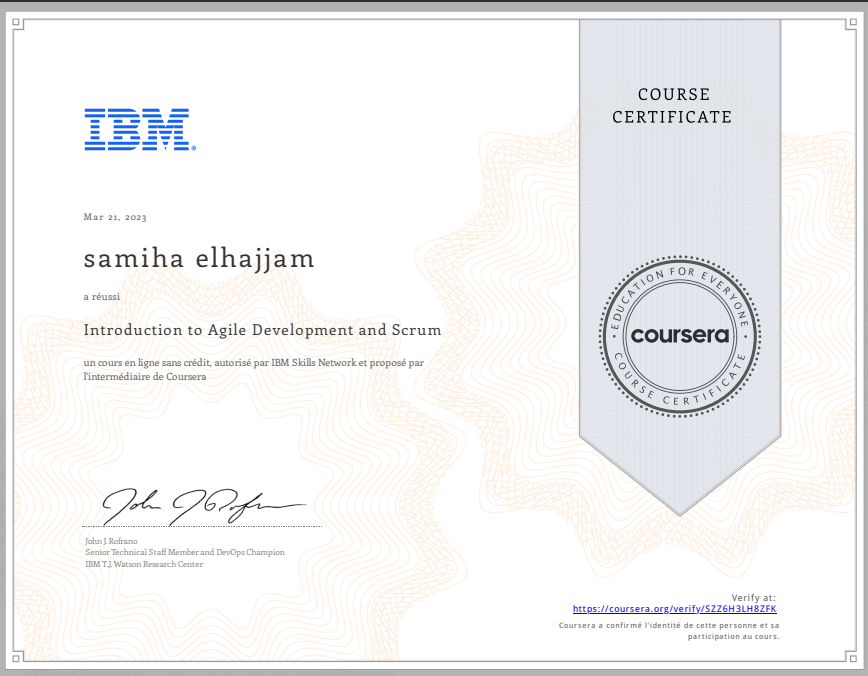 IBM®
Mar 21, 2023
samiha elhajjam
a réussi
Introduction to Agile Development and Scrum
un cours en ligne sans crédit, autorisé par IBM Skills Network et proposé par
l'intermédiaire de Coursera
John J. Rofrano
John J. Rofrano
Senior Technical Staff Member and DevOps Champion
IBM T.J. Watson Research Center
COURSE
CERTIFICATE
EDUCATION FOR EVERYONE
coursera
COURSE CERTIFICATE
Verify at:
https://coursera.org/verify/SZZ6H3LH8ZFK
Coursera a confirmé l'identité de cette personne et sa
participation au cours.